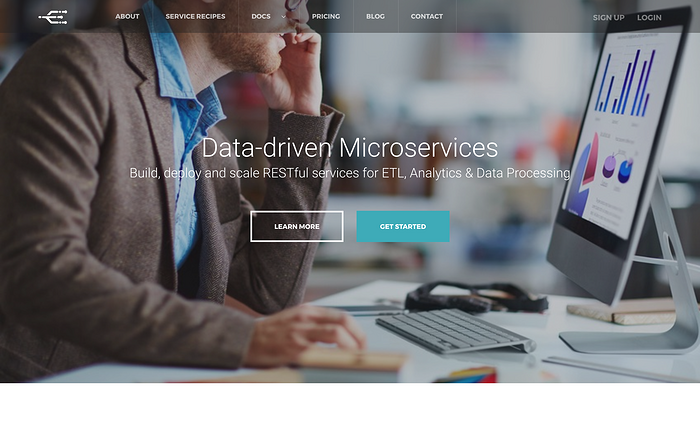 ABOUT
SERVICE RECIPES
DOCS
PRICING
BLOG
CONTACT
SIGN UP
LOGIN
Data-driven Microservices
Build, deploy and scale RESTful services for ETL, Analytics & Data Processing
LEARN MORE
GET STARTED